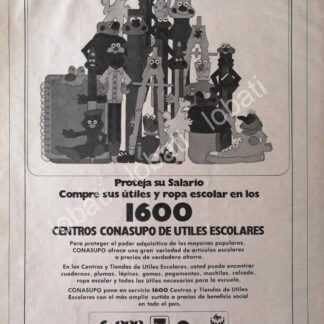 Proteja su Salario
Compre sus útiles y ropa escolar en los
1600
CENTROS CONASUPO DE UTILES ESCOLARES
Para proteger el poder adquisitivo de las mayorías populares,
CONASUPO ofrece una gran variedad de artículos escolares
a precios de verdadero ahorro.
En los Centros y Tiendas de Utiles Escolares, usted puede encontrar
cuadernos, plumas, lápices, gomas, pegamentos, mochilas, calzado,
ropa escolar y todos los útiles necesarios para la escuela.
CONASUPO pone en servicio 1600 Centros y Tiendas de Utiles
Escolares con el más amplio surtido a precios de beneficio social
en todo el país.